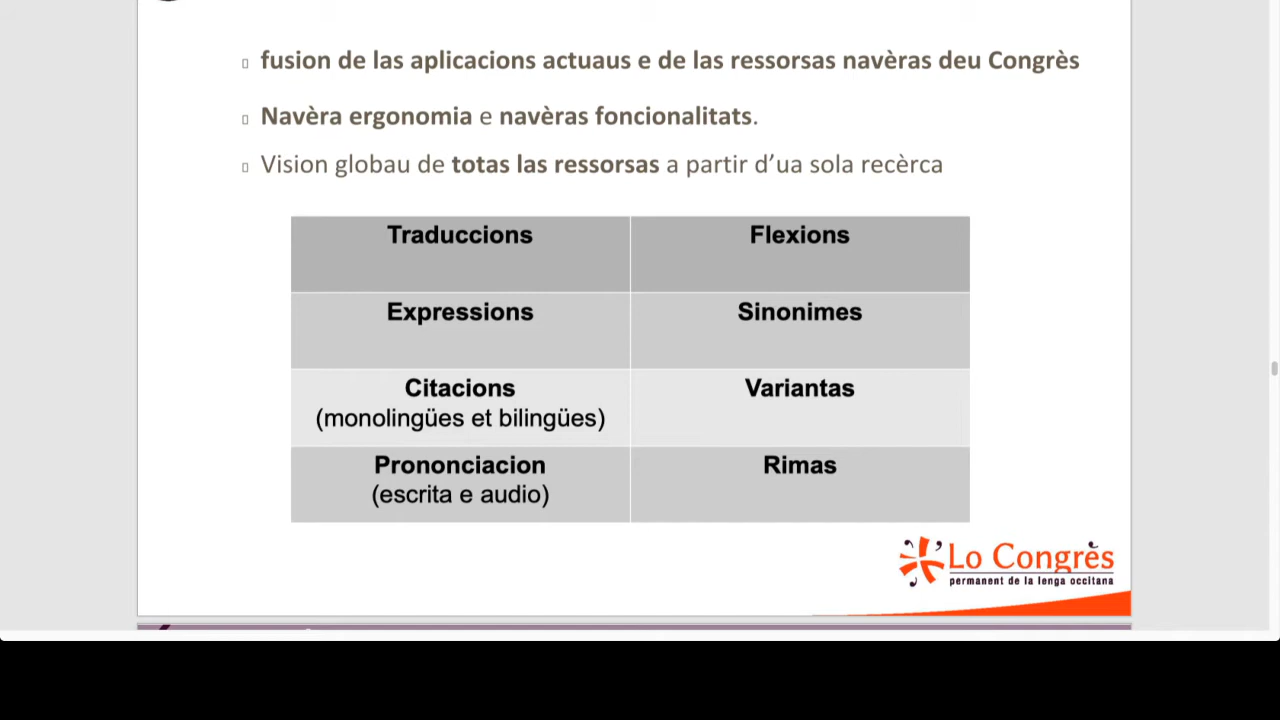 fusion de las aplicacions actuaus e de las ressorsas navèras deu Congrès
Navèra ergonomia e navèras foncionalitats.
Vision globau de totas las ressorsas a partir d’ua sola recèrca
Traduccions
Flexions
Expressions
Sinonimes
Citacions
(monolingües et bilingües)
Variantas
Prononciacion
(escrita e audio)
Rimas
Lo Congrès
permanent de la lenga occitana